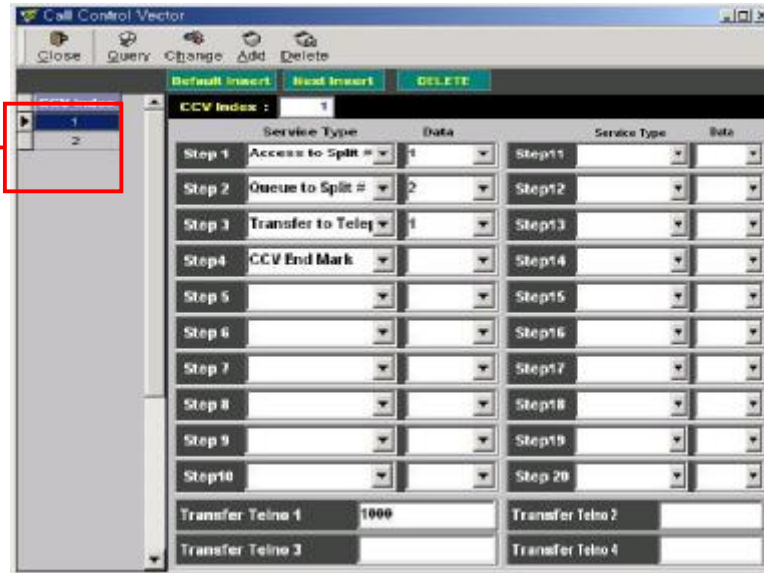 Call Control Vector
Close Query Change Add Delete
Default Insert Next Insert DELETE
CCV Index
1
2
CCV Index : 1
Service Type Data Service Type Data
Step 1 Access to Split # 1 Step11
Step 2 Queue to Split # 2 Step12
Step 3 Transfer to Telep 1 Step13
Step4 CCV End Mark Step14
Step 5 Step15
Step 6 Step16
Step 7 Step17
Step 8 Step18
Step 9 Step19
Step10 Step 20
Transfer Telno 1 1000 Transfer Telno 2
Transfer Telno 3 Transfer Telno 4